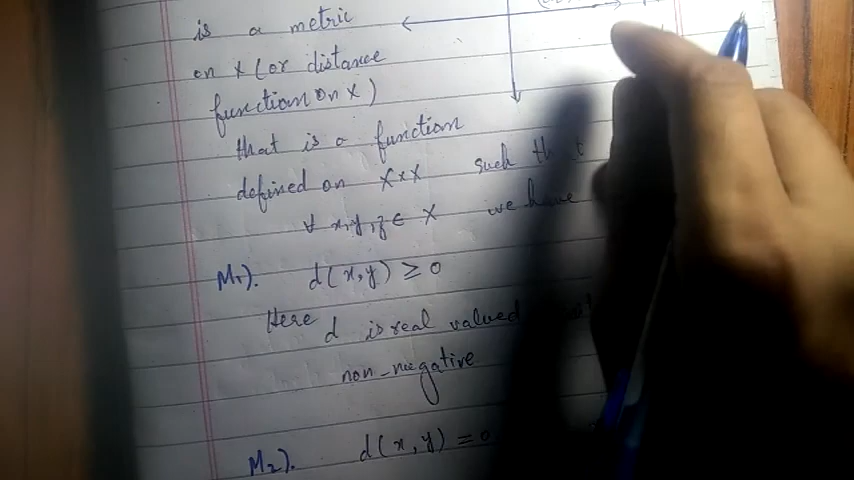 is a metric
on X (or distance
function on X)
that is a function
defined on X×X such that
∀ x, y, z ∈ X we have
M₁). d(x, y) ≥ 0
Here d is real valued
non-negative
M₂). d(x, y) = 0